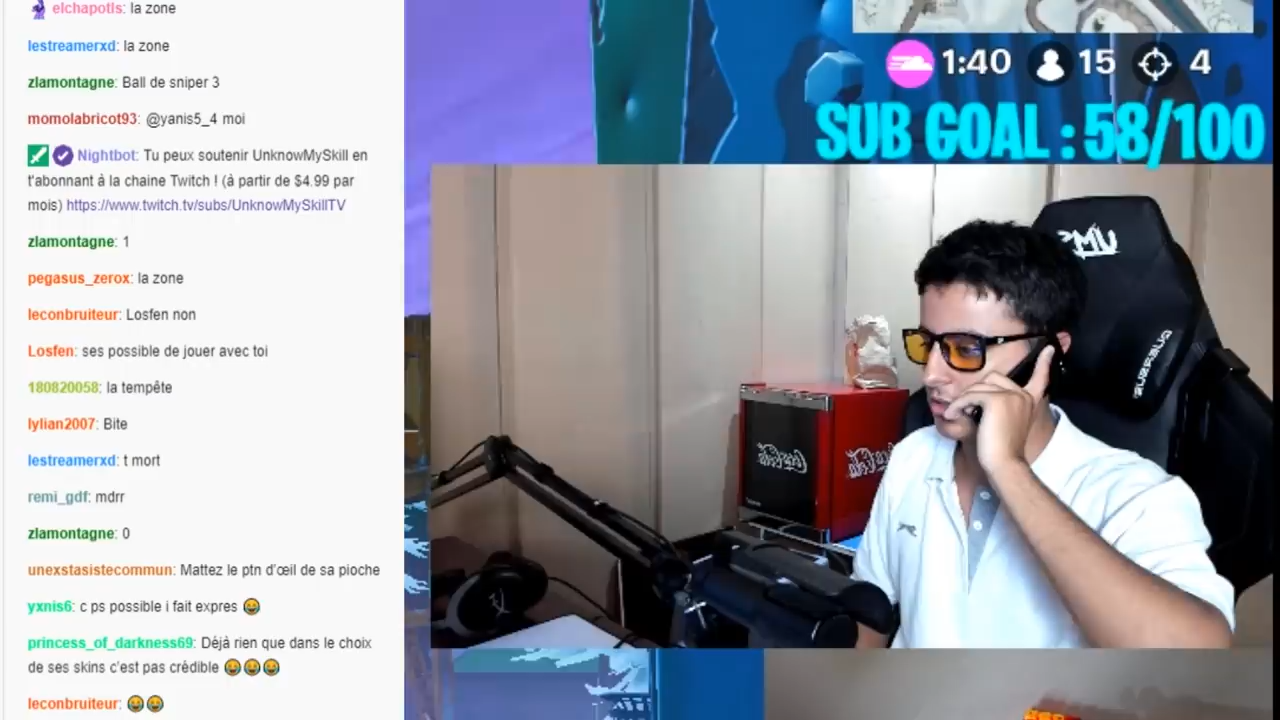 elchapotls: la zone
lestreamerxd: la zone
zlamontagne: Ball de sniper 3
momolabricot93: @yanis5_4 moi
Nightbot: Tu peux soutenir UnknowMySkill en
t'abonnant à la chaine Twitch ! (à partir de $4.99 par
mois) https://www.twitch.tv/subs/UnknowMySkillTV
zlamontagne: 1
pegasus_zerox: la zone
leconbruiteur: Losfen non
Losfen: ses possible de jouer avec toi
180820058: la tempête
lylian2007: Bite
lestreamerxd: t mort
remi_gdf: mdrr
zlamontagne: 0
unexstasistecommun: Mattez le ptn d'œil de sa pioche
yxnis6: c ps possible i fait expres 😂
princess_of_darkness69: Déjà rien que dans le choix
de ses skins c'est pas crédible 😂😂😂
leconbruiteur: 😂😂
1:40 15 4
SUB GOAL : 58/100
UMS
Coca-Cola
Coca-Cola